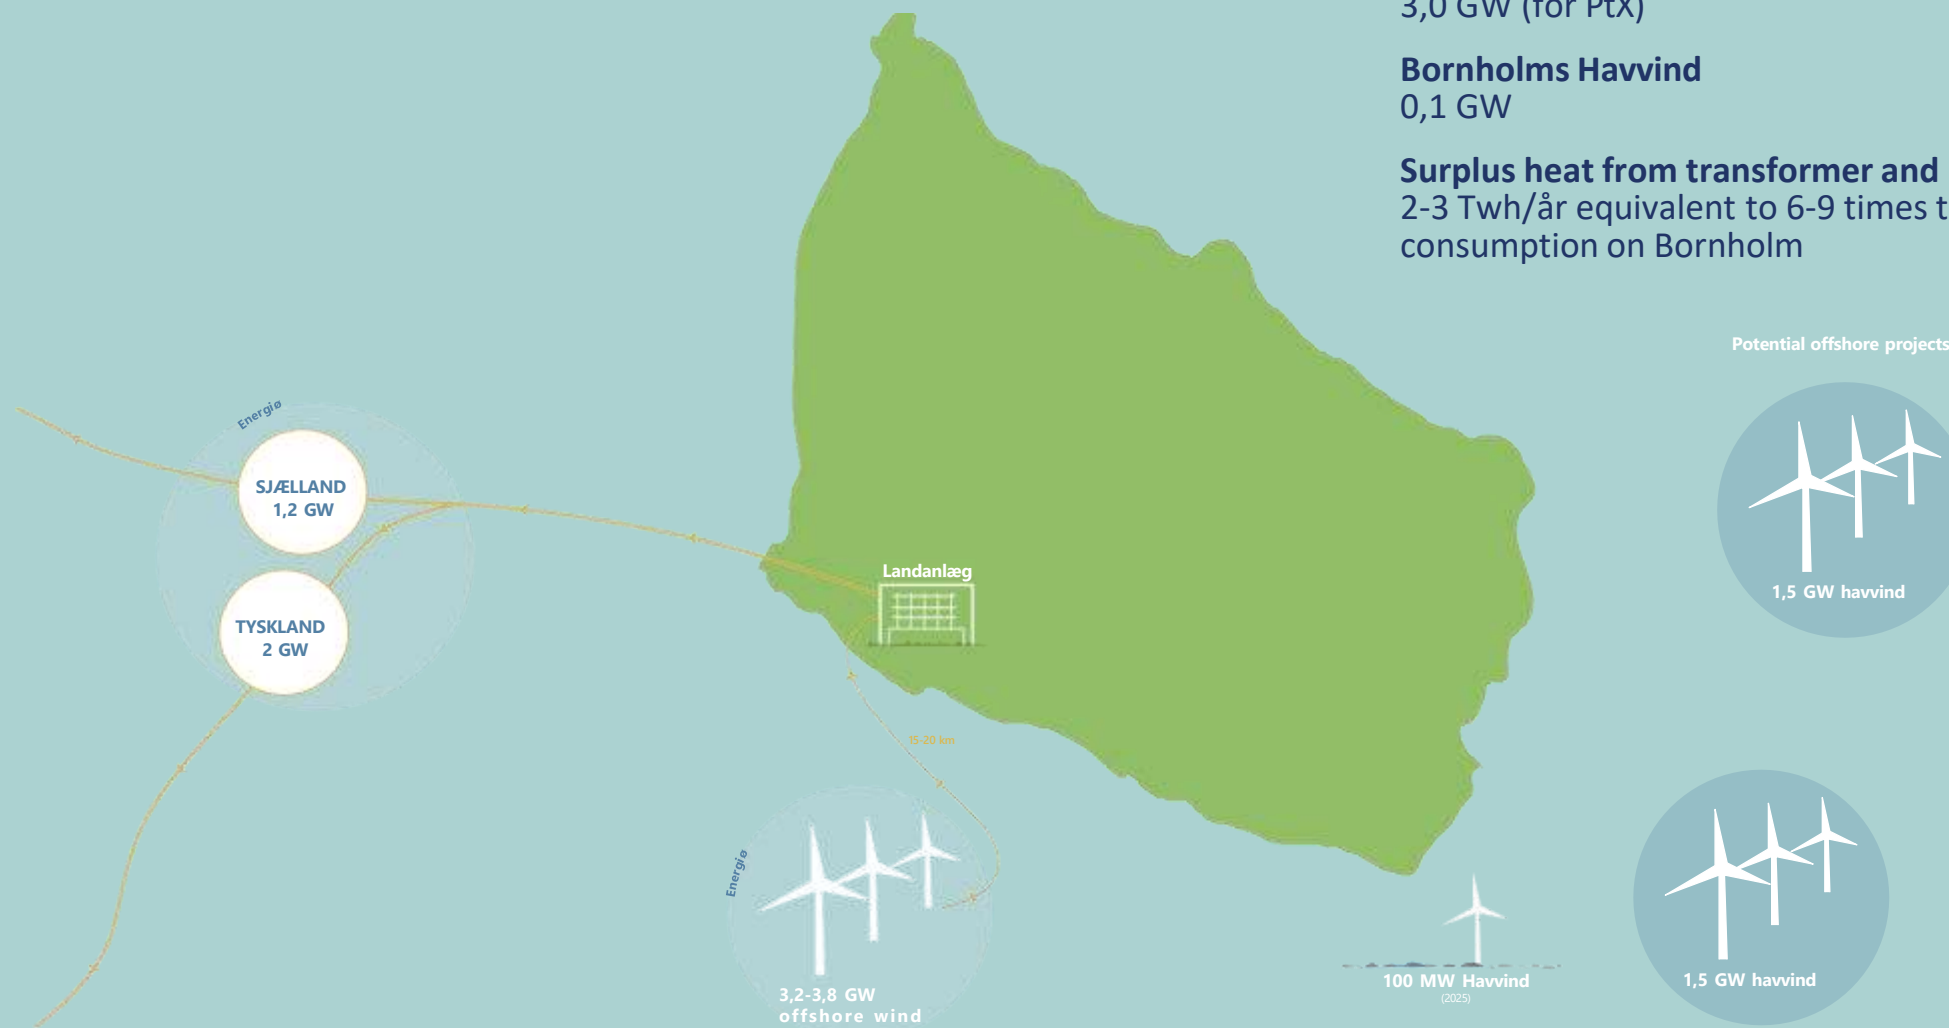 3,0 GW (for PtX)
Bornholms Havvind
0,1 GW
Surplus heat from transformer and
2-3 Twh/år equivalent to 6-9 times t
consumption on Bornholm
Potential offshore projects
1,5 GW havvind
Energiø
SJÆLLAND
1,2 GW
TYSKLAND
2 GW
Landanlæg
15-20 km
Energiø
3,2-3,8 GW
offshore wind
100 MW Havvind
(2025)
1,5 GW havvind